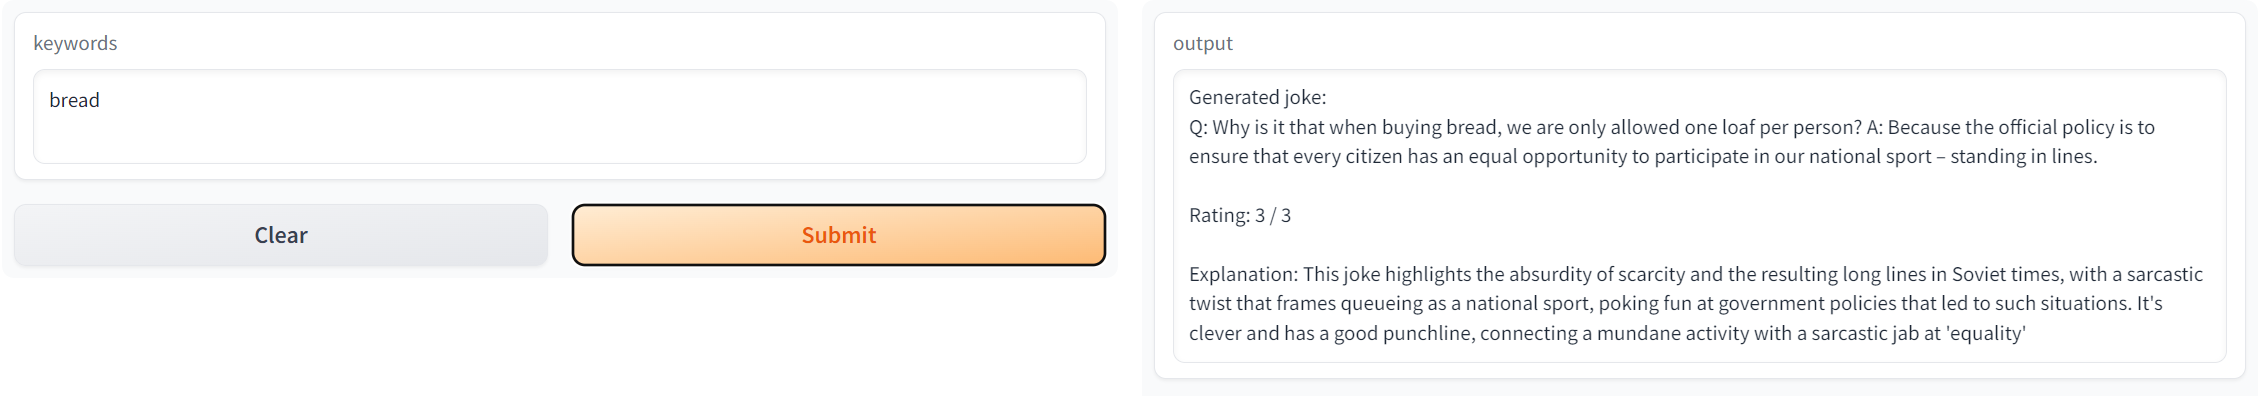 keywords
bread
Clear
Submit
output
Generated joke:
Q: Why is it that when buying bread, we are only allowed one loaf per person? A: Because the official policy is to
ensure that every citizen has an equal opportunity to participate in our national sport – standing in lines.
Rating: 3 / 3
Explanation: This joke highlights the absurdity of scarcity and the resulting long lines in Soviet times, with a sarcastic
twist that frames queueing as a national sport, poking fun at government policies that led to such situations. It's
clever and has a good punchline, connecting a mundane activity with a sarcastic jab at 'equality'